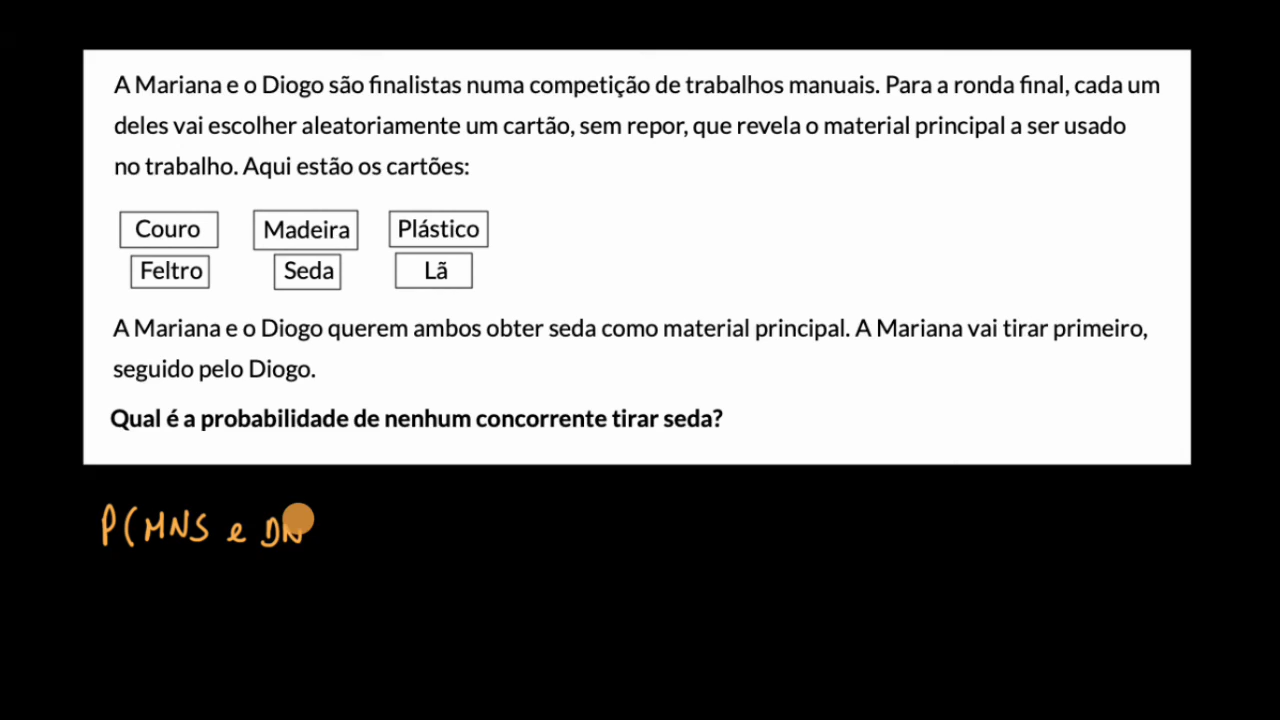 A Mariana e o Diogo são finalistas numa competição de trabalhos manuais. Para a ronda final, cada um
deles vai escolher aleatoriamente um cartão, sem repor, que revela o material principal a ser usado
no trabalho. Aqui estão os cartões:
Couro Madeira Plástico
Feltro Seda Lã
A Mariana e o Diogo querem ambos obter seda como material principal. A Mariana vai tirar primeiro,
seguido pelo Diogo.
Qual é a probabilidade de nenhum concorrente tirar seda?
P(MNS e DN